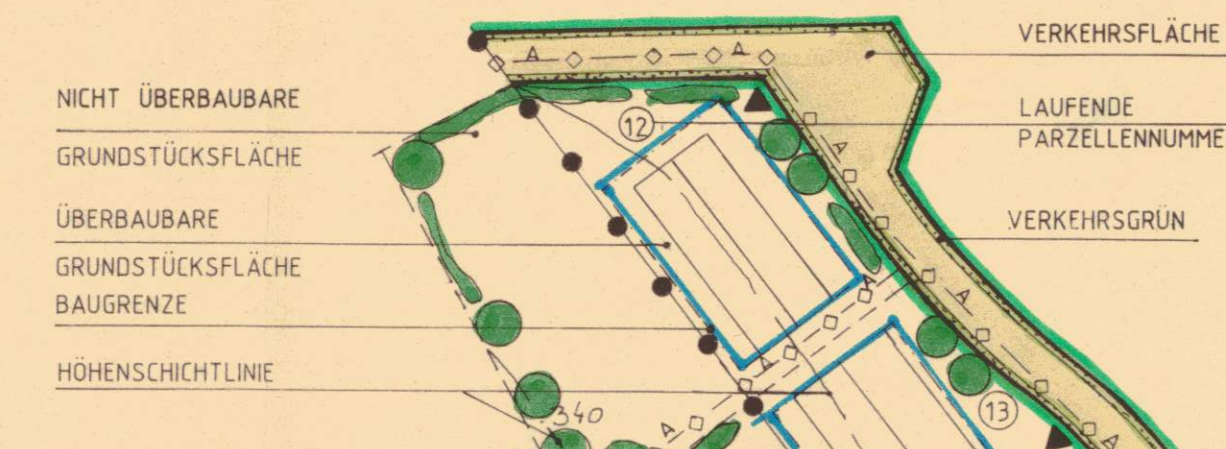 VERKEHRSFLÄCHE
NICHT ÜBERBAUBARE
GRUNDSTÜCKSFLÄCHE
12
LAUFENDE
PARZELLENNUMME
ÜBERBAUBARE
GRUNDSTÜCKSFLÄCHE
VERKEHRSGRÜN
BAUGRENZE
HÖHENSCHICHTLINIE
340
13
A
A
A
A
A
A
A
A